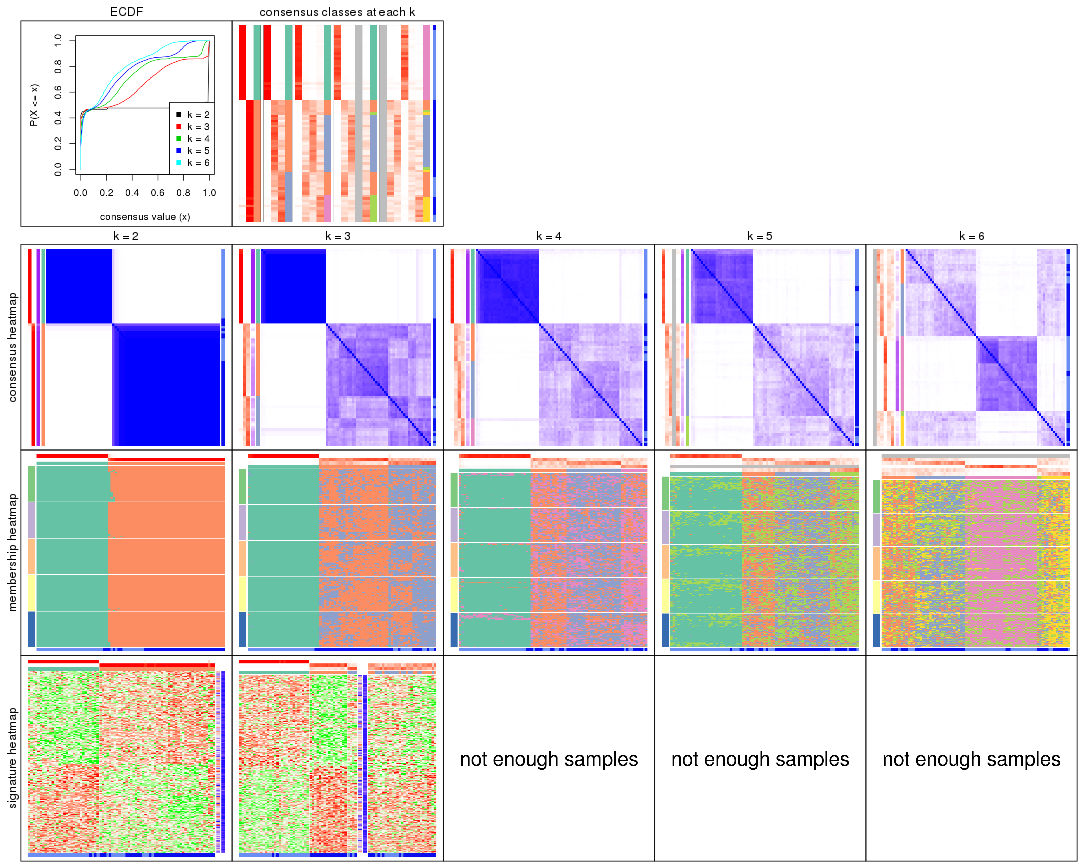 ECDF
consensus classes at each k
P(X <= x)
0.0 0.2 0.4 0.6 0.8 1.0
k = 2
k = 3
k = 4
k = 5
k = 6
0.0 0.2 0.4 0.6 0.8 1.0
consensus value (x)
k = 2
k = 3
k = 4
k = 5
k = 6
consensus heatmap
membership heatmap
signature heatmap
not enough samples
not enough samples
not enough samples